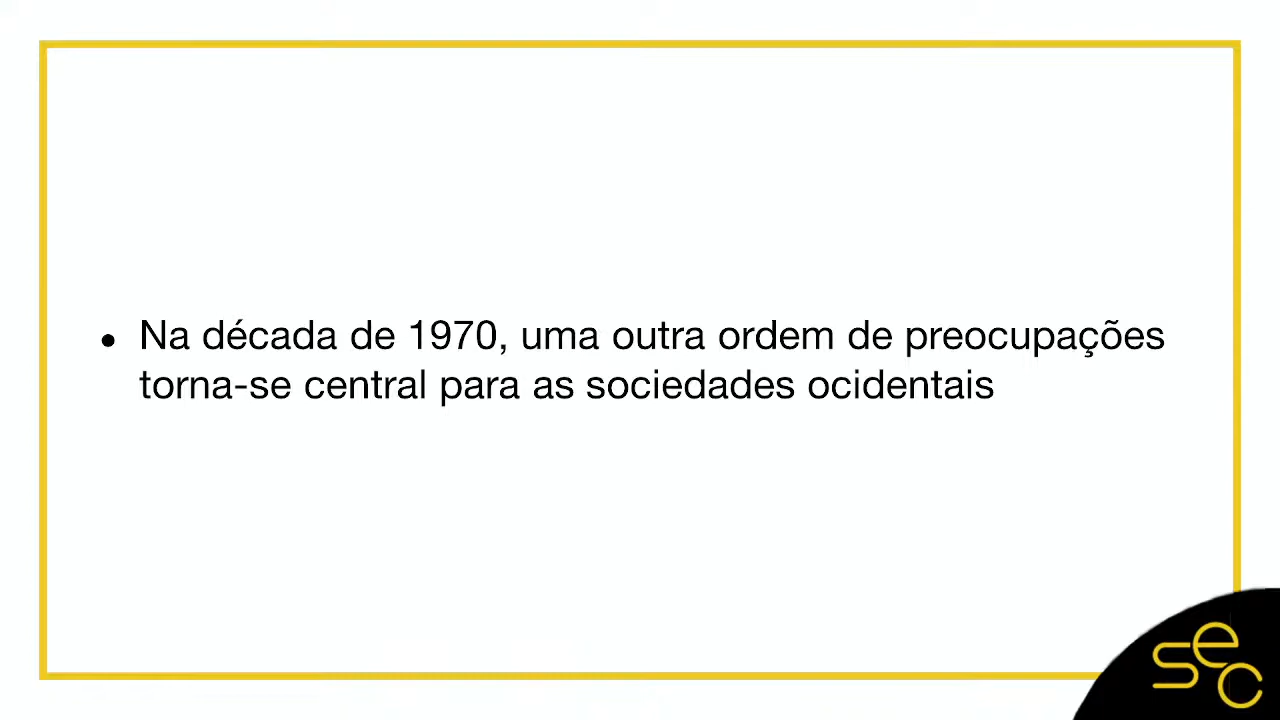 • Na década de 1970, uma outra ordem de preocupações
torna-se central para as sociedades ocidentais
sec